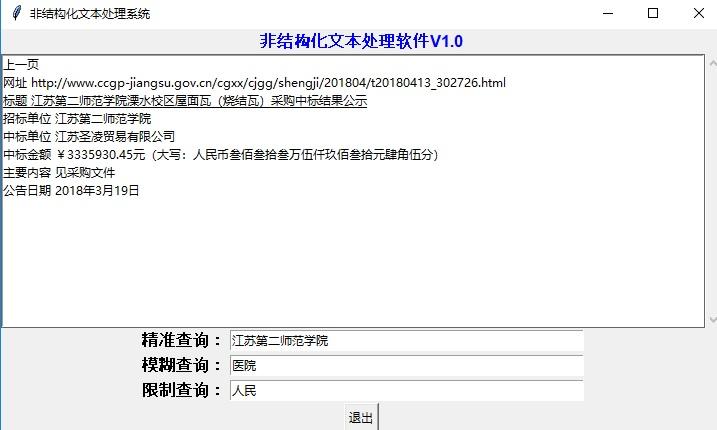 非结构化文本处理系统
非结构化文本处理软件V1.0
上一页
网址 http://www.ccgp-jiangsu.gov.cn/cgxx/cjgg/shengji/201804/t20180413_302726.html
标题 江苏第二师范学院溧水校区屋面瓦（烧结瓦）采购中标结果公示
招标单位 江苏第二师范学院
中标单位 江苏圣凌贸易有限公司
中标金额 ￥3335930.45元（大写：人民币叁佰叁拾叁万伍仟玖佰叁拾元肆角伍分）
主要内容 见采购文件
公告日期 2018年3月19日
精准查询： 江苏第二师范学院
模糊查询： 医院
限制查询： 人民
退出